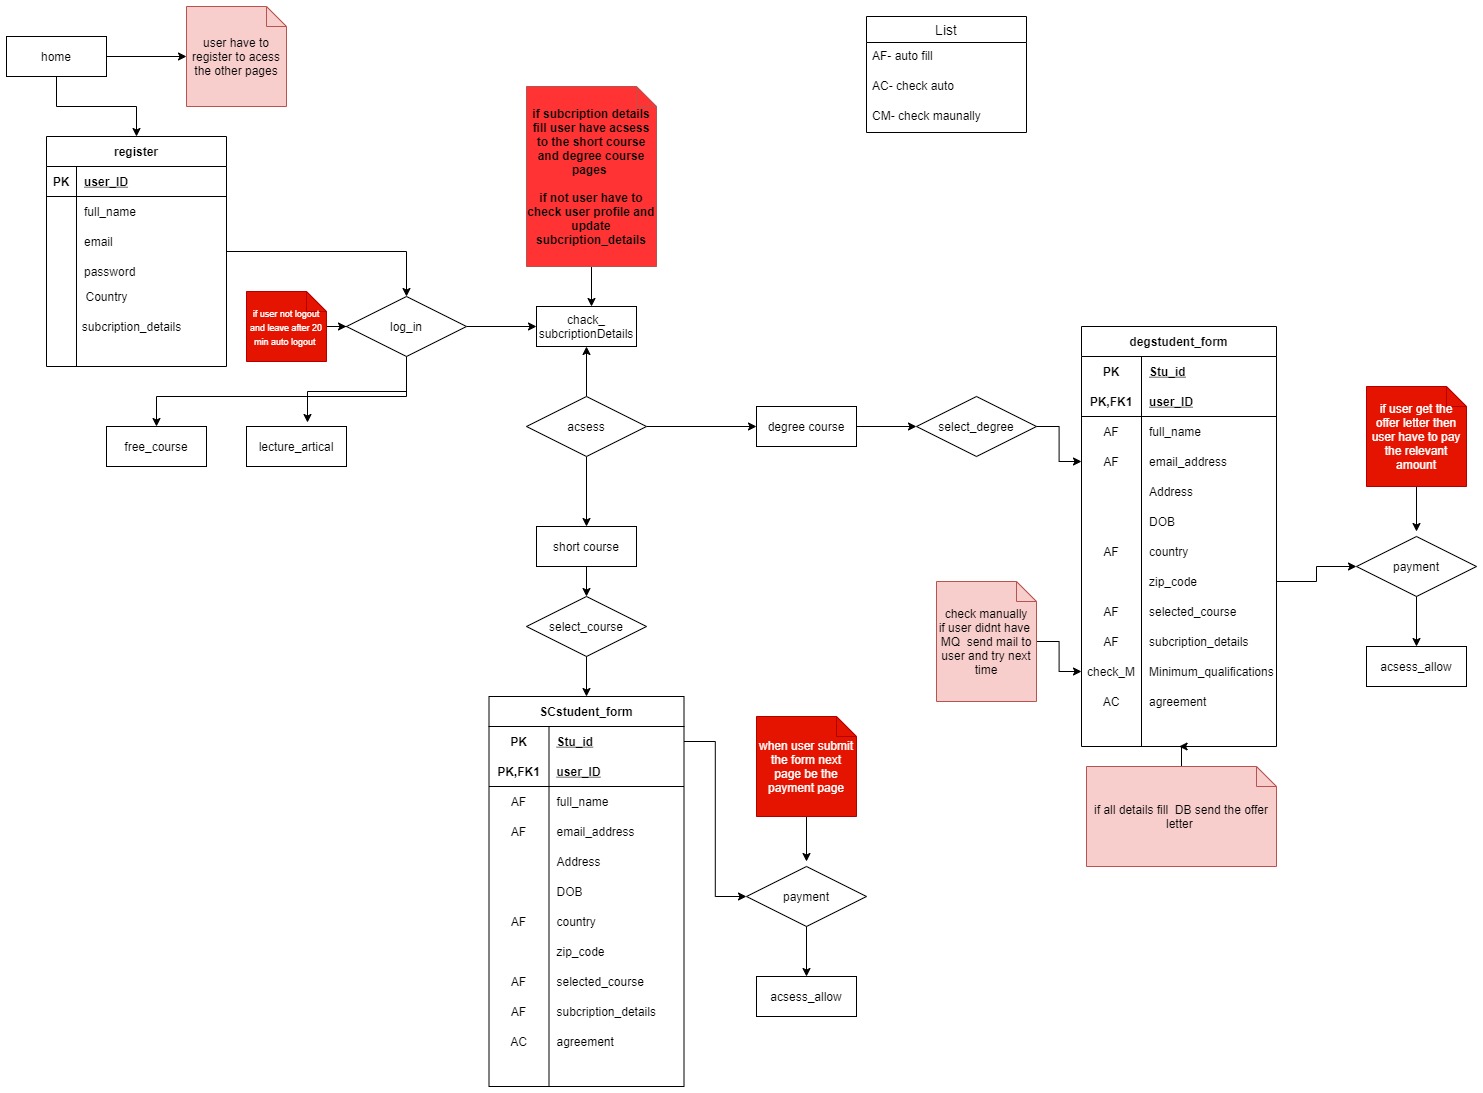 home
user have to
register to acess
the other pages
List
AF- auto fill
AC- check auto
CM- check maunally
register
PK user_ID
full_name
email
password
Country
subcription_details
if subcription details
fill user have acsess
to the short course
and degree course
pages
if not user have to
check user profile and
update
subcription_details
if user not logout
and leave after 20
min auto logout
log_in
chack_
subcriptionDetails
free_course
lecture_artical
acsess
degree course
select_degree
short course
select_course
degstudent_form
PK Stu_id
PK,FK1 user_ID
AF full_name
AF email_address
Address
DOB
AF country
zip_code
AF selected_course
AF subcription_details
check_M Minimum_qualifications
AC agreement
if user get the
offer letter then
user have to pay
the relevant
amount
payment
acsess_allow
check manually
if user didnt have
MQ send mail to
user and try next
time
if all details fill DB send the offer
letter
SCstudent_form
PK Stu_id
PK,FK1 user_ID
AF full_name
AF email_address
Address
DOB
AF country
zip_code
AF selected_course
AF subcription_details
AC agreement
when user submit
the form next
page be the
payment page
payment
acsess_allow